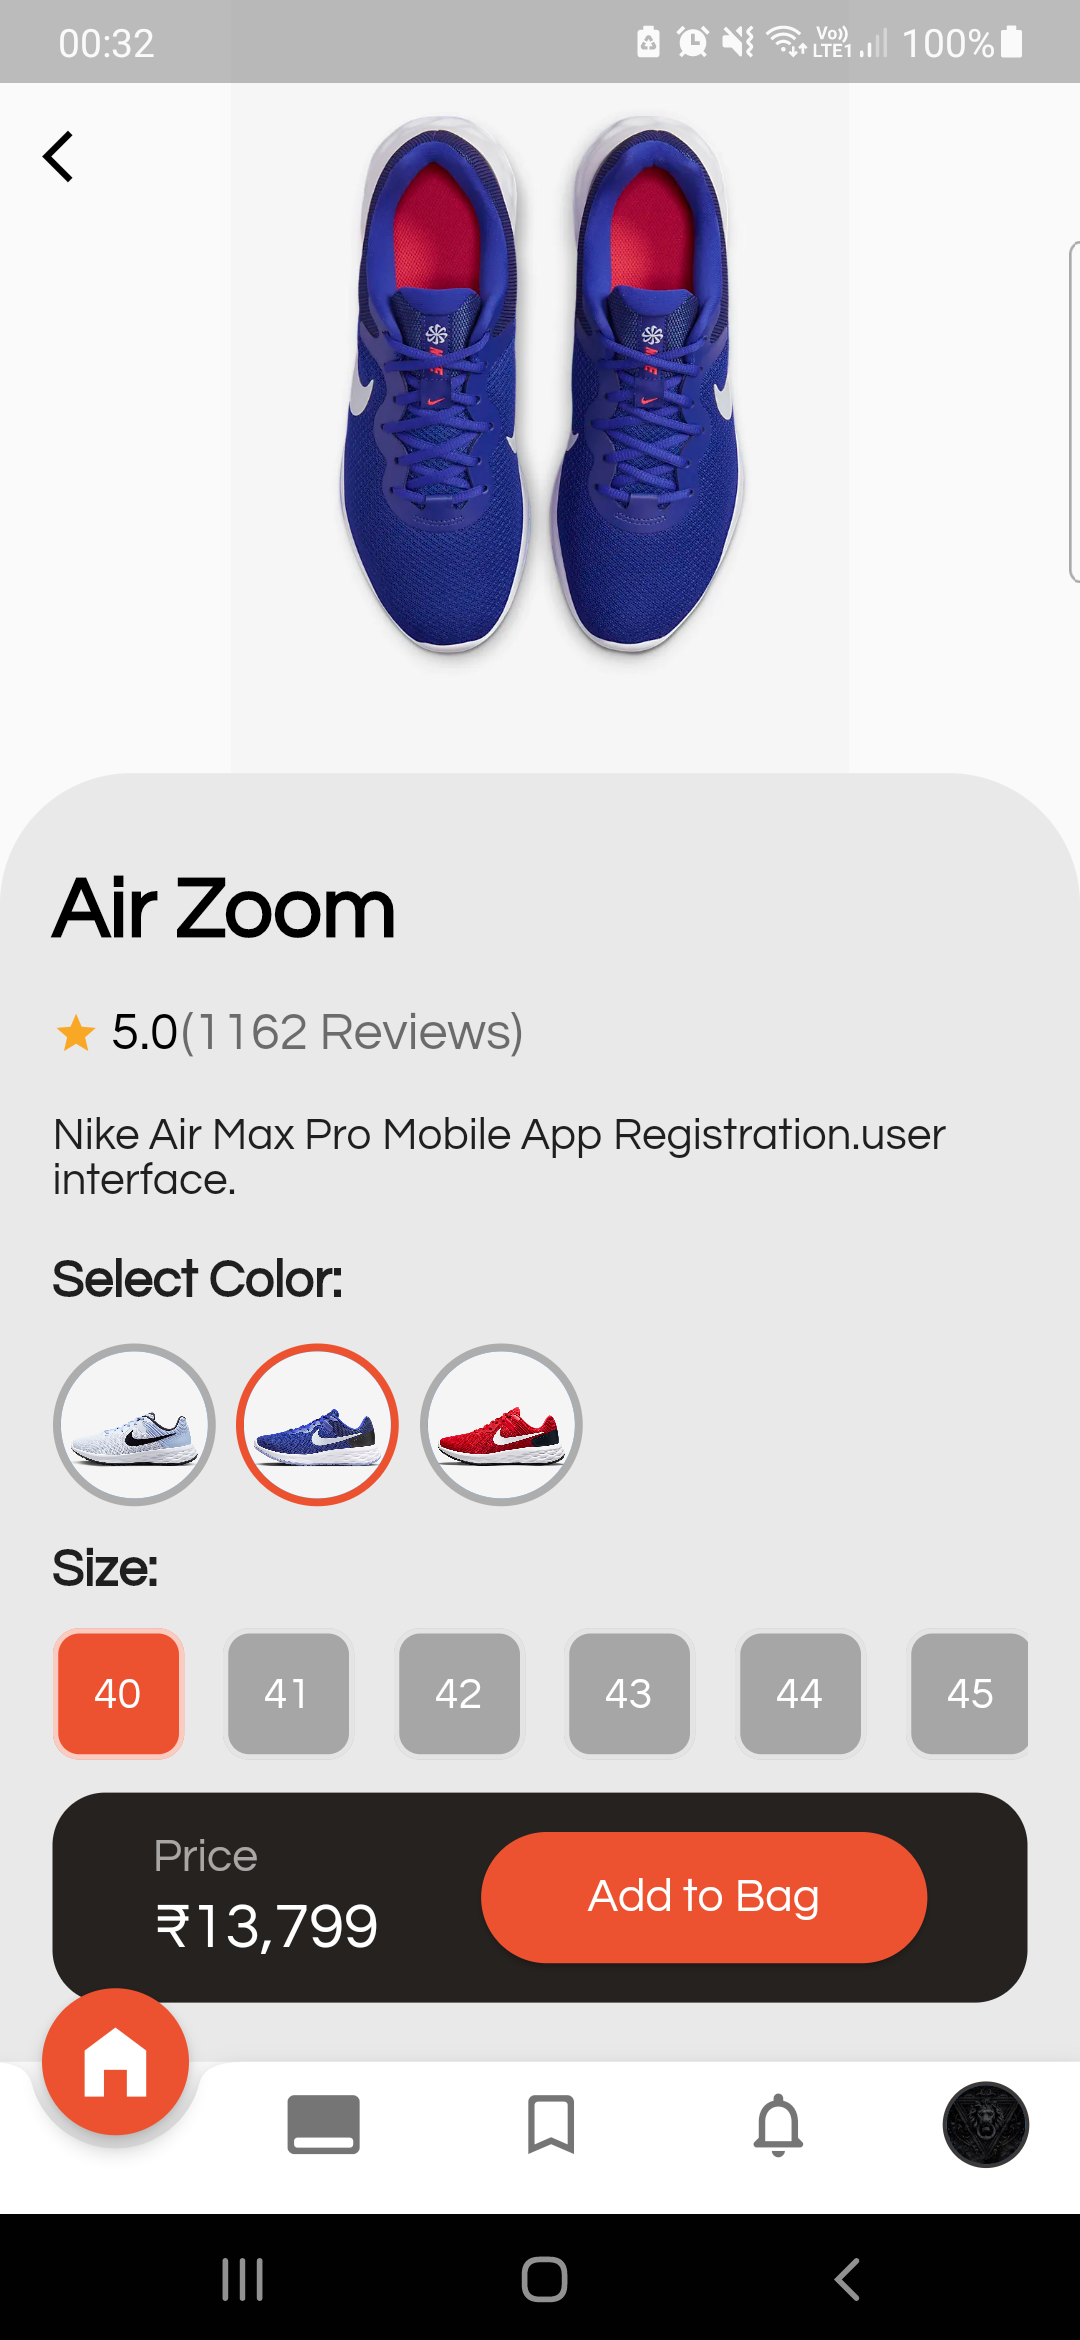 00:32
Vo)) LTE1
100%
Air Zoom
5.0(1162 Reviews)
Nike Air Max Pro Mobile App Registration.user
interface.
Select Color:
Size:
40 41 42 43 44 45
Price
₹13,799
Add to Bag